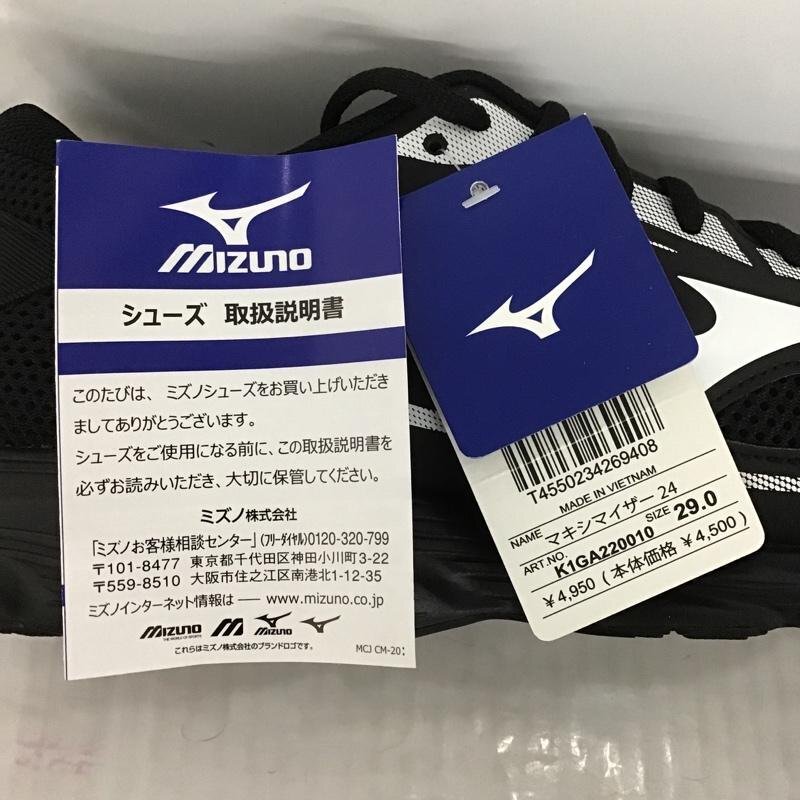 MIZUNO
シューズ 取扱説明書
このたびは、ミズノシューズをお買い上げいただき
ましてありがとうございます。
シューズをご使用になる前に、この取扱説明書を
必ずお読みいただき、大切に保管してください。
ミズノ株式会社
「ミズノお客様相談センター」(フリーダイヤル)0120-320-799
〒101-8477 東京都千代田区神田小川町3-22
〒559-8510 大阪市住之江区南港北1-12-35
ミズノインターネット情報は ― www.mizuno.co.jp
MIZUNO
THE WORLD OF SPORTS
M
MIZUNO
これらはミズノ株式会社のブランドロゴです。
MCJ CM-20:
T4550234269408
MADE IN VIETNAM
NAME マキシマイザー 24
ART.NO. K1GA220010 SIZE 29.0
¥4,950 (本体価格 ¥4,500)